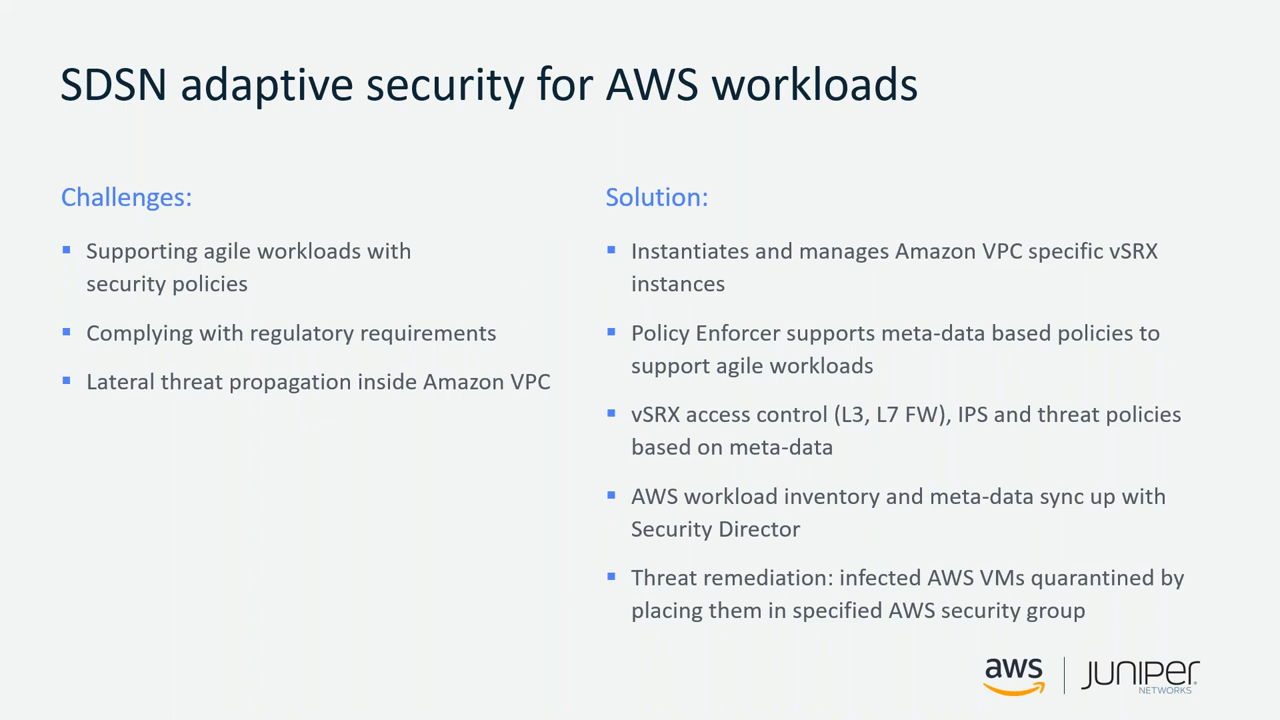 SDSN adaptive security for AWS workloads
Challenges:
▪ Supporting agile workloads with
security policies
▪ Complying with regulatory requirements
▪ Lateral threat propagation inside Amazon VPC
Solution:
▪ Instantiates and manages Amazon VPC specific vSRX
instances
▪ Policy Enforcer supports meta-data based policies to
support agile workloads
▪ vSRX access control (L3, L7 FW), IPS and threat policies
based on meta-data
▪ AWS workload inventory and meta-data sync up with
Security Director
▪ Threat remediation: infected AWS VMs quarantined by
placing them in specified AWS security group
aws
JUNIPER
NETWORKS